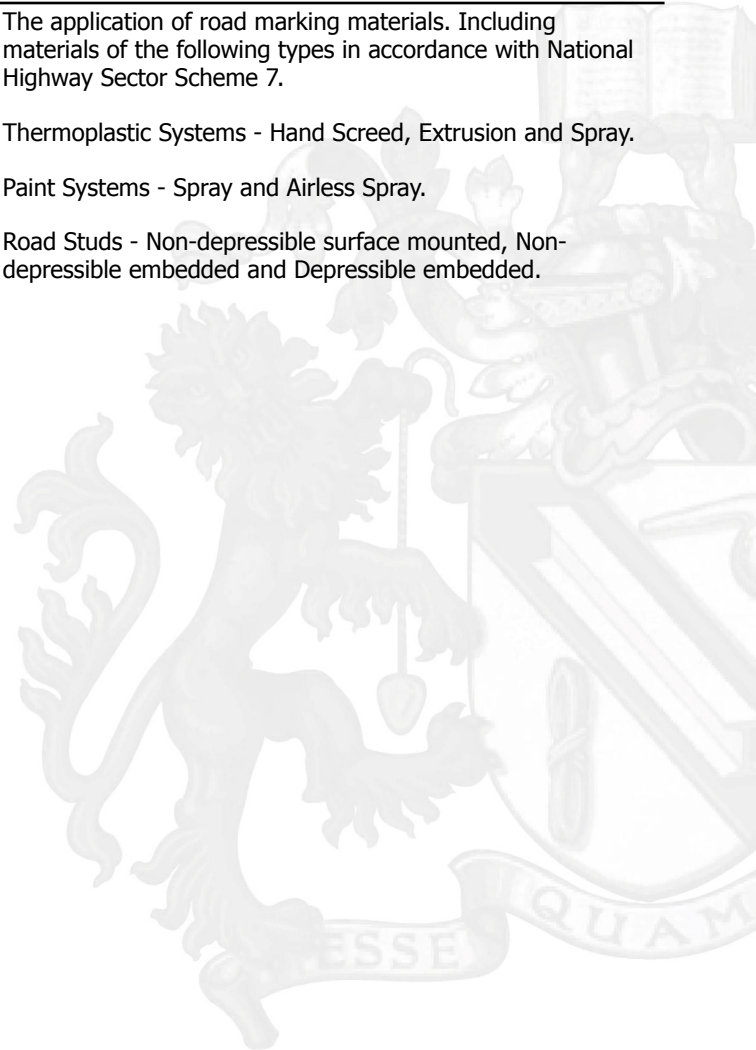 The application of road marking materials. Including
materials of the following types in accordance with National
Highway Sector Scheme 7.
Thermoplastic Systems - Hand Screed, Extrusion and Spray.
Paint Systems - Spray and Airless Spray.
Road Studs - Non-depressible surface mounted, Non-
depressible embedded and Depressible embedded.
ESSE QUAM